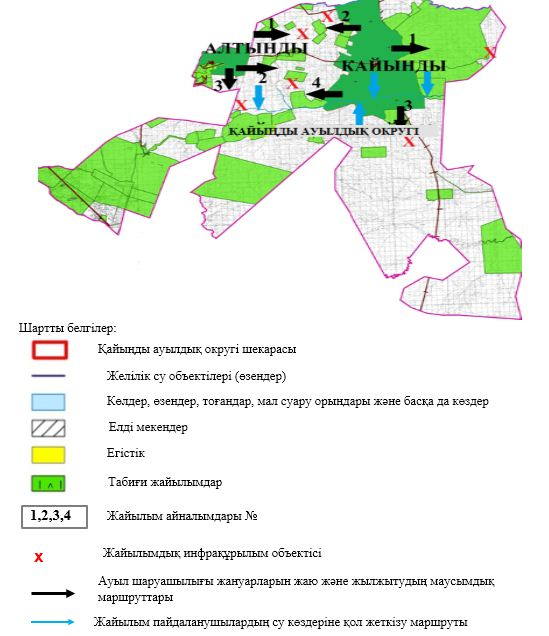 1
2
1
АЛТЫНДЫ
КАЙЫНДЫ
3
2
4
3
ҚАЙЫҢДЫ АУЫЛДЫҚ ОКРУГІ
Шартты белгілер:
Қайыңды ауылдық округі шекарасы
Желілік су объектілері (өзендер)
Көлдер, өзендер, тоғандар, мал суару орындары және басқа да көздер
Елді мекендер
Егістік
Табиғи жайылымдар
1,2,3,4 Жайылым айналымдары №
х Жайылымдық инфрақұрылым объектісі
Ауыл шаруашылығы жануарларын жаю және жылжытудың маусымдық
маршруттары
Жайылым пайдаланушылардың су көздеріне қол жеткізу маршруты